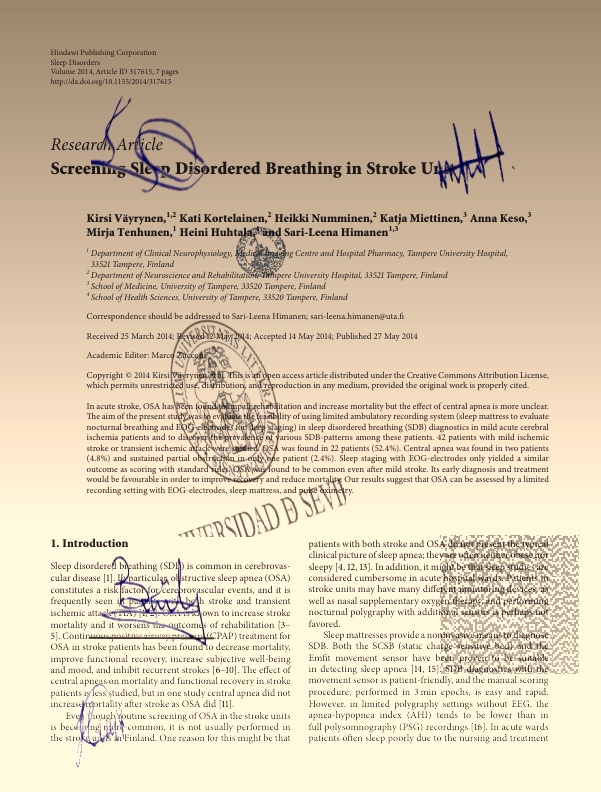 Hindawi Publishing Corporation
Sleep Disorders
Volume 2014, Article ID 317615, 7 pages
http://dx.doi.org/10.1155/2014/317615
Research Article
Screening Sleep Disordered Breathing in Stroke
Kirsi Väyrynen,1,2 Kati Kortelainen,2 Heikki Numminen,2 Katja Miettinen,3 Anna Keso,3
Mirja Tenhunen,1 Heini Huhtala,4 and Sari-Leena Himanen1,3
1 Department of Clinical Neurophysiology, Medical Imaging Centre and Hospital Pharmacy, Tampere University Hospital,
33521 Tampere, Finland
2 Department of Neuroscience and Rehabilitation, Tampere University Hospital, 33521 Tampere, Finland
3 School of Medicine, University of Tampere, 33520 Tampere, Finland
4 School of Health Sciences, University of Tampere, 33520 Tampere, Finland
Correspondence should be addressed to Sari-Leena Himanen; sari-leena.himanen@uta.fi
Received 25 March 2014; Revised 12 May 2014; Accepted 14 May 2014; Published 27 May 2014
Academic Editor: Marco Zucconi
Copyright © 2014 Kirsi Väyrynen et al. This is an open access article distributed under the Creative Commons Attribution License,
which permits unrestricted use, distribution, and reproduction in any medium, provided the original work is properly cited.
In acute stroke, OSA has been found to impair rehabilitation and increase mortality but the effect of central apnea is more unclear.
The aim of the present study was to evaluate the feasibility of using limited ambulatory recording system (sleep mattress to evaluate
nocturnal breathing and EOG-electrodes for sleep staging) in sleep disordered breathing (SDB) diagnostics in mild acute cerebral
ischemia patients and to discover the prevalence of various SDB-patterns among these patients. 42 patients with mild ischemic
stroke or transient ischemic attack were studied. OSA was found in 22 patients (52.4%). Central apnea was found in two patients
(4.8%) and sustained partial obstruction in only one patient (2.4%). Sleep staging with EOG-electrodes only yielded a similar
outcome as scoring with standard rules. OSA was found to be common even after mild stroke. Its early diagnosis and treatment
would be favourable in order to improve recovery and reduce mortality. Our results suggest that OSA can be assessed by a limited
recording setting with EOG-electrodes, sleep mattress, and pulse oximetry.
UNIVERSIDAD D SEVI
1. Introduction
Sleep disordered breathing (SDB) is common in cerebrovas-
cular disease [1]. In particular, obstructive sleep apnea (OSA)
constitutes a risk factor for cerebrovascular events, and it is
frequently seen in patients with both stroke and transient
ischemic attack (TIA) [1, 2]. OSA is known to increase stroke
mortality and it worsens the outcomes of rehabilitation [3–
5]. Continuous positive airway pressure (CPAP) treatment for
OSA in stroke patients has been found to decrease mortality,
improve functional recovery, increase subjective well-being
and mood, and inhibit recurrent strokes [6–10]. The effect of
central apnea on mortality and functional recovery in stroke
patients is less studied, but in one study central apnea did not
increase mortality after stroke as OSA did [11].
Even though routine screening of OSA in the stroke units
is becoming more common, it is not usually performed in
the stroke units in Finland. One reason for this might be that
patients with both stroke and OSA do not present the typical
clinical picture of sleep apnea; they are often neither obese nor
sleepy [4, 12, 13]. In addition, it might be that sleep studies are
considered cumbersome in acute hospital wards. Patients in
stroke units may have many different monitoring devices, as
well as nasal supplementary oxygen therapy, and performing
nocturnal polygraphy with additional sensors is perhaps not
favored.
Sleep mattresses provide a noninvasive means to diagnose
SDB. Both the SCSB (static charge sensitive bed) and the
Emfit movement sensor have been proven to be suitable
in detecting sleep apnea [14, 15]. SDB diagnostics with the
movement sensor is patient-friendly, and the manual scoring
procedure, performed in 3 min epochs, is easy and rapid.
However, in limited polygraphy settings without EEG, the
apnea-hypopnea index (AHI) tends to be lower than in
full polysomnography (PSG) recordings [16]. In acute wards
patients often sleep poorly due to the nursing and treatment